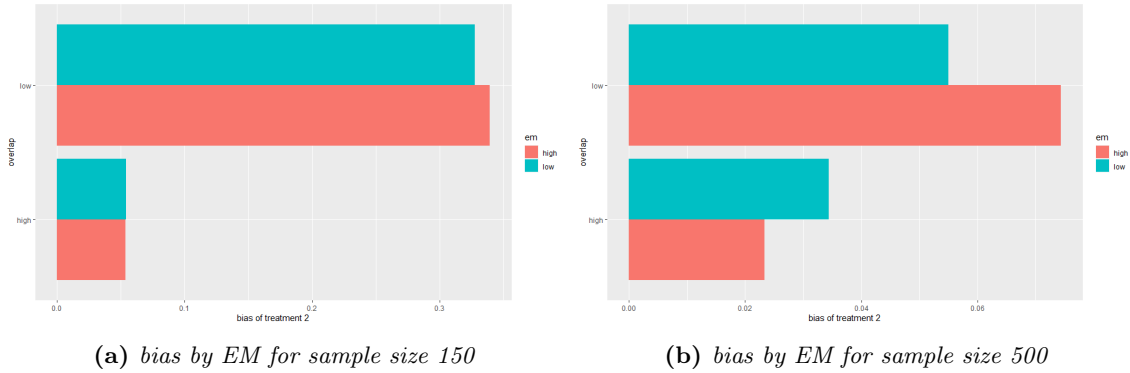 low
overlap
high
0.0 0.1 0.2 0.3
bias of treatment 2
em
high
low
low
overlap
high
0.00 0.02 0.04 0.06
bias of treatment 2
em
high
low
(a) bias by EM for sample size 150
(b) bias by EM for sample size 500